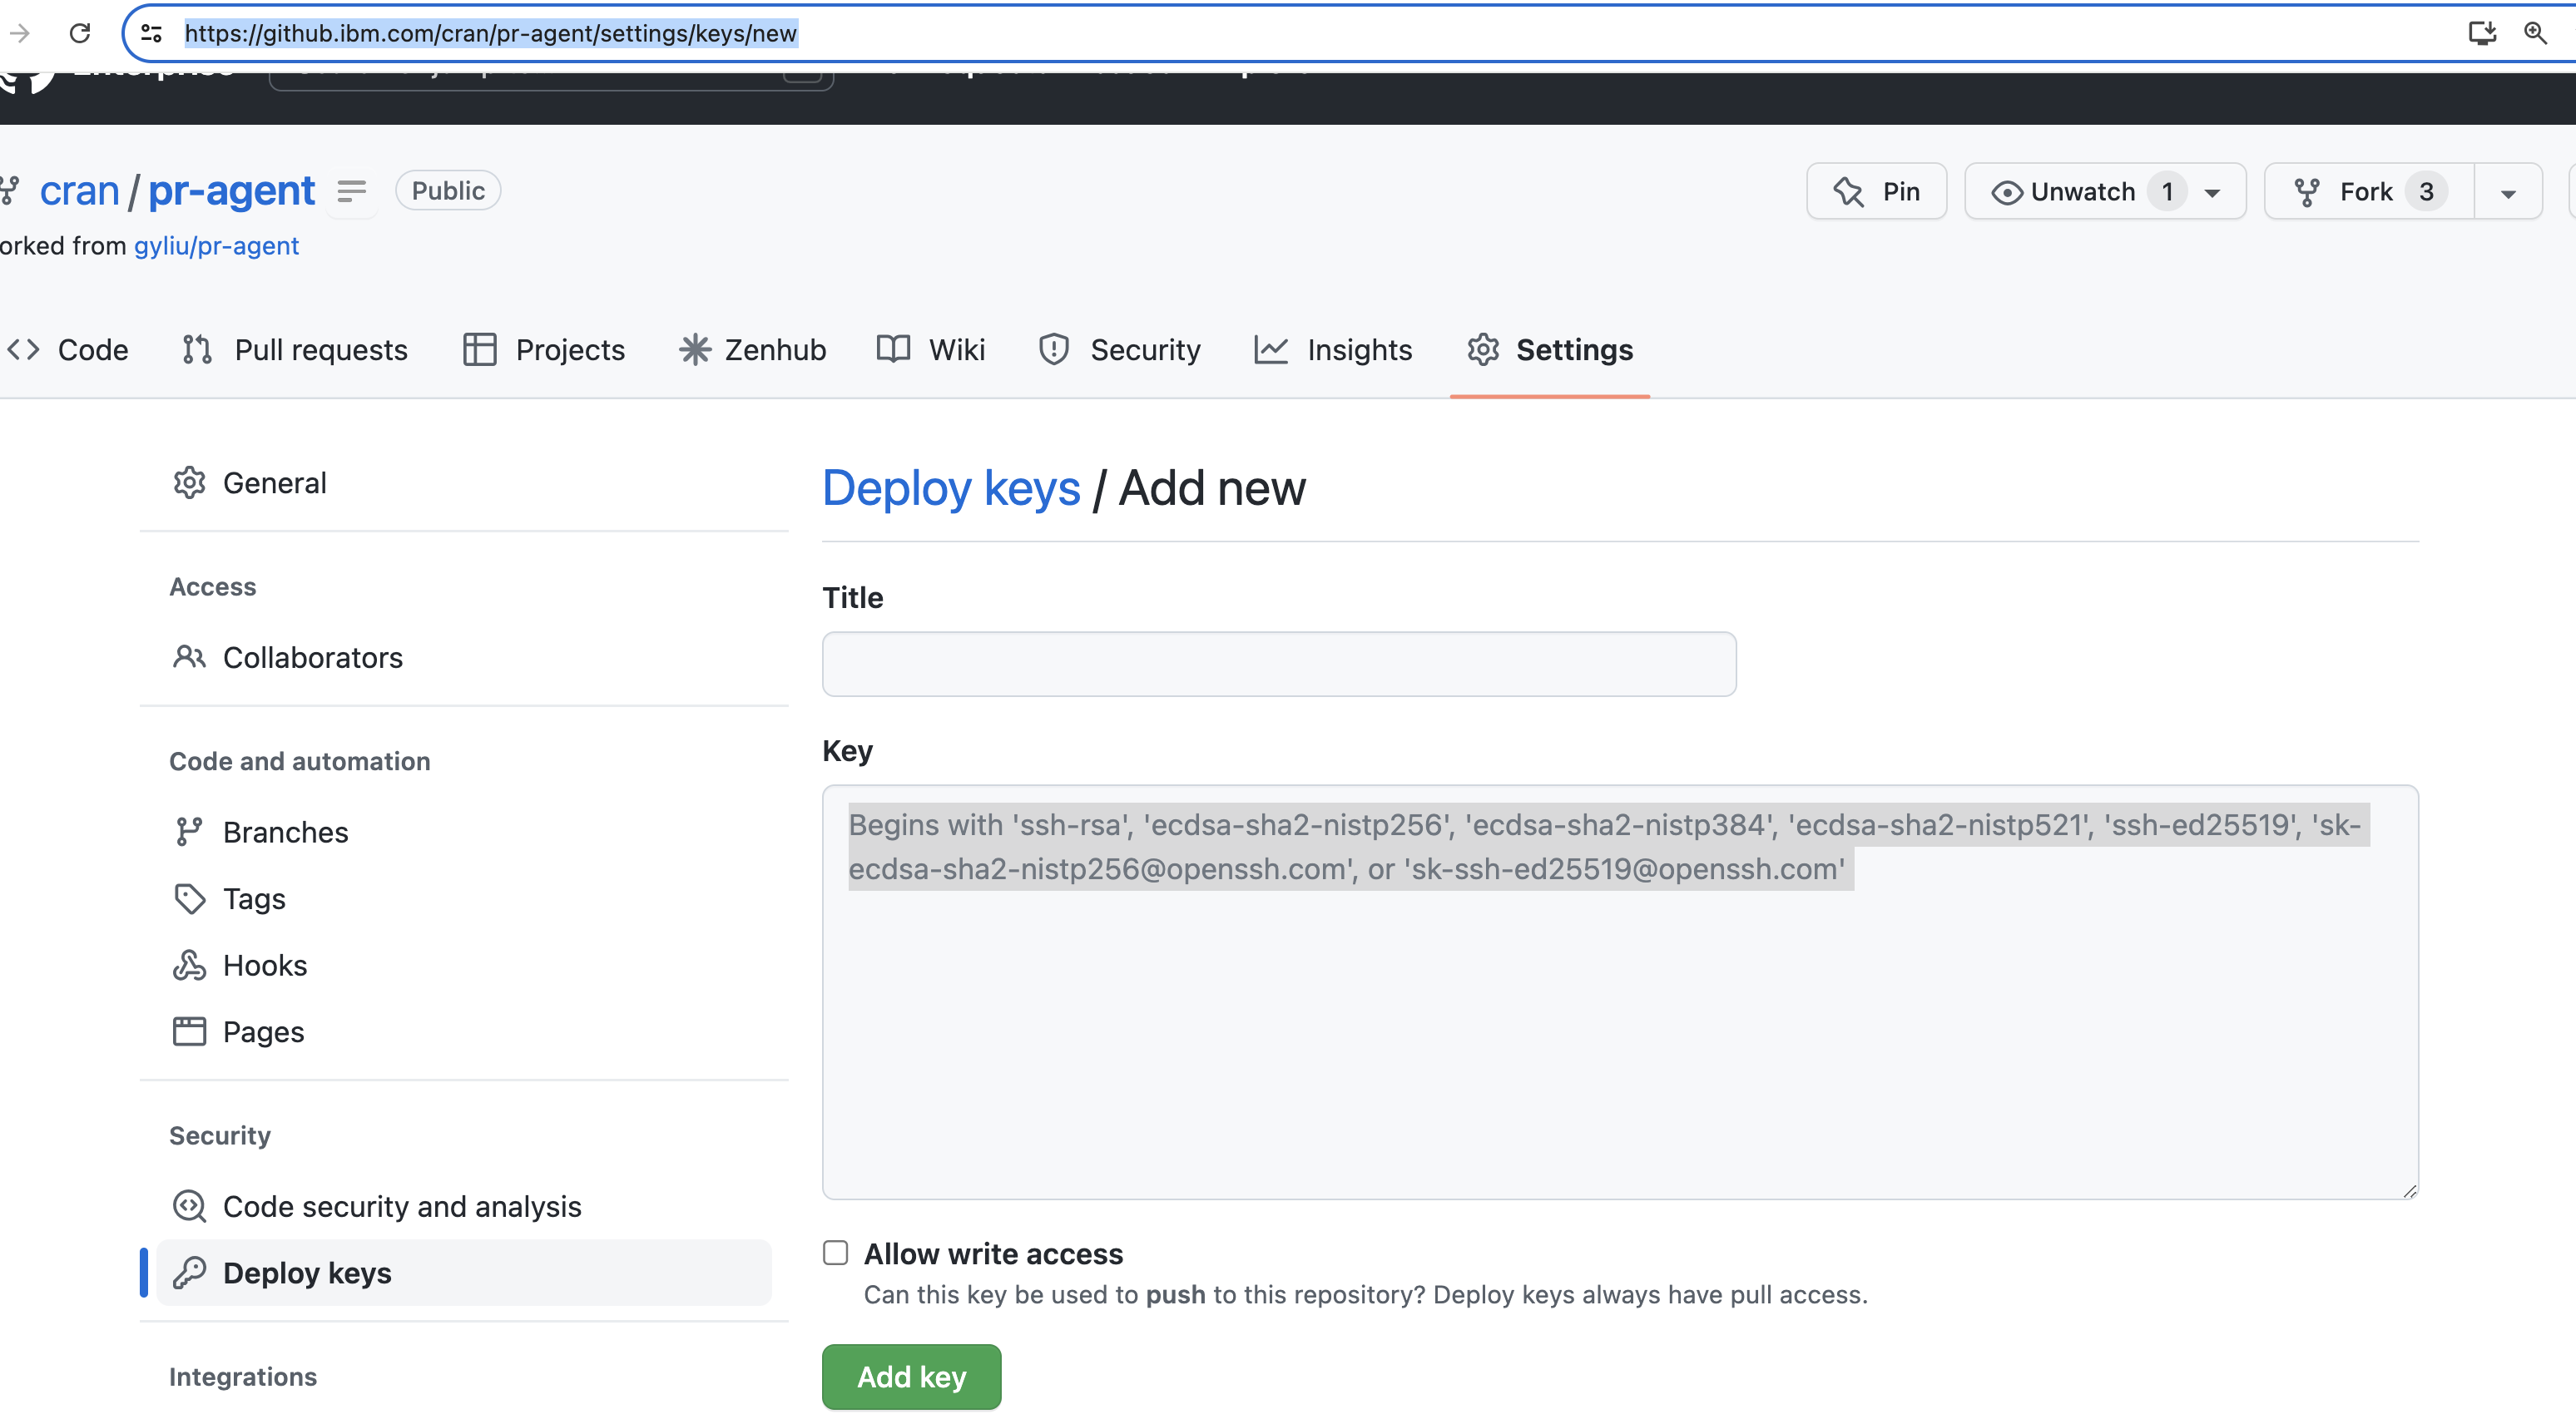 https://github.ibm.com/cran/pr-agent/settings/keys/new
Enterprise
cran / pr-agent Public
Pin
Unwatch 1
Fork 3
orked from gyliu/pr-agent
Code
Pull requests
Projects
Zenhub
Wiki
Security
Insights
Settings
General
Access
Collaborators
Code and automation
Branches
Tags
Hooks
Pages
Security
Code security and analysis
Deploy keys
Integrations
Deploy keys / Add new
Title
Key
Begins with 'ssh-rsa', 'ecdsa-sha2-nistp256', 'ecdsa-sha2-nistp384', 'ecdsa-sha2-nistp521', 'ssh-ed25519', 'sk-
ecdsa-sha2-nistp256@openssh.com', or 'sk-ssh-ed25519@openssh.com'
Allow write access
Can this key be used to push to this repository? Deploy keys always have pull access.
Add key